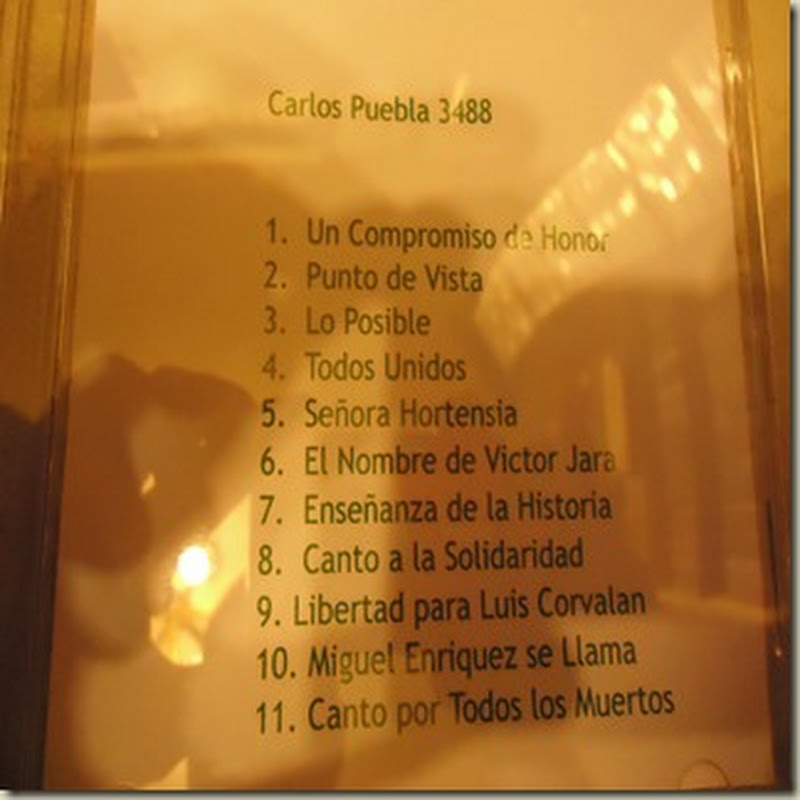 Carlos Puebla 3488
1. Un Compromiso de Honor
2. Punto de Vista
3. Lo Posible
4. Todos Unidos
5. Señora Hortensia
6. El Nombre de Victor Jara
7. Enseñanza de la Historia
8. Canto a la Solidaridad
9. Libertad para Luis Corvalan
10. Miguel Enriquez se Llama
11. Canto por Todos los Muertos